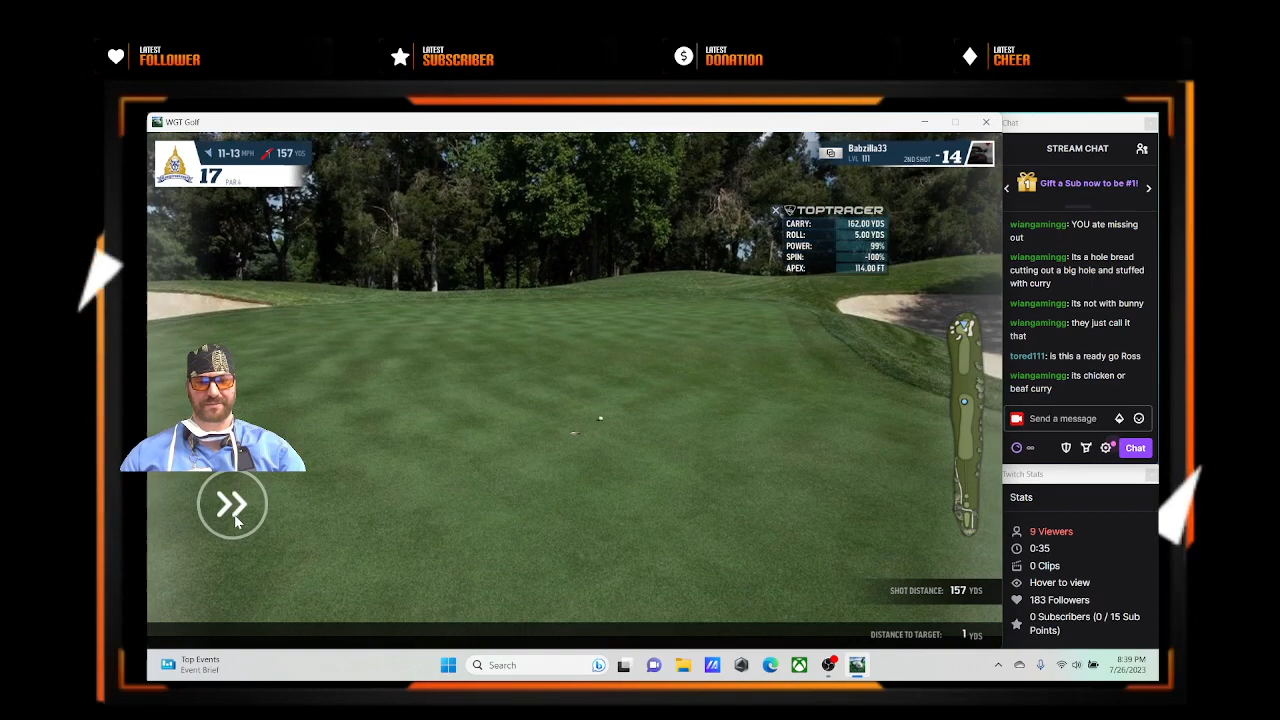 LATEST
FOLLOWER
LATEST
SUBSCRIBER
LATEST
DONATION
LATEST
CHEER
WGT Golf
11-13 MPH 157 YDS
17 PAR 4
Babzilla33
LVL 111 2ND SHOT -14
TOPTRACER
CARRY: 162.00 YDS
ROLL: 5.00 YDS
POWER: 99%
SPIN: -100%
APEX: 114.00 FT
SHOT DISTANCE: 157 YDS
DISTANCE TO TARGET: 1 YDS
Chat
STREAM CHAT
1 Gift a Sub now to be #1!
wiangamingg: YOU ate missing
out
wiangamingg: Its a hole bread
cutting out a big hole and stuffed
with curry
wiangamingg: its not with bunny
wiangamingg: they just call it
that
tored111: is this a ready go Ross
wiangamingg: its chicken or
beaf curry
Send a message
Chat
Twitch Stats
Stats
9 Viewers
0:35
0 Clips
Hover to view
183 Followers
0 Subscribers (0 / 15 Sub
Points)
Top Events
Event Brief
Search
8:39 PM
7/26/2023